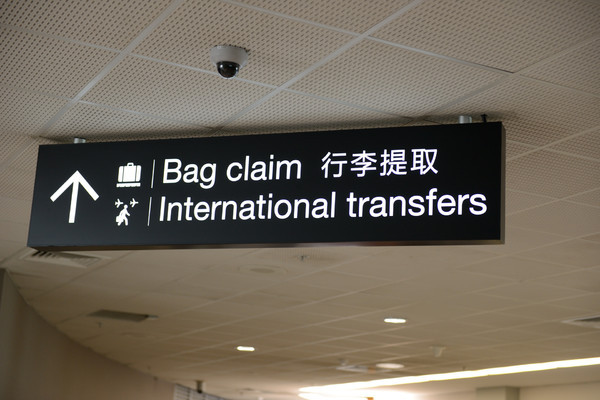 Bag claim 行李提取
International transfers